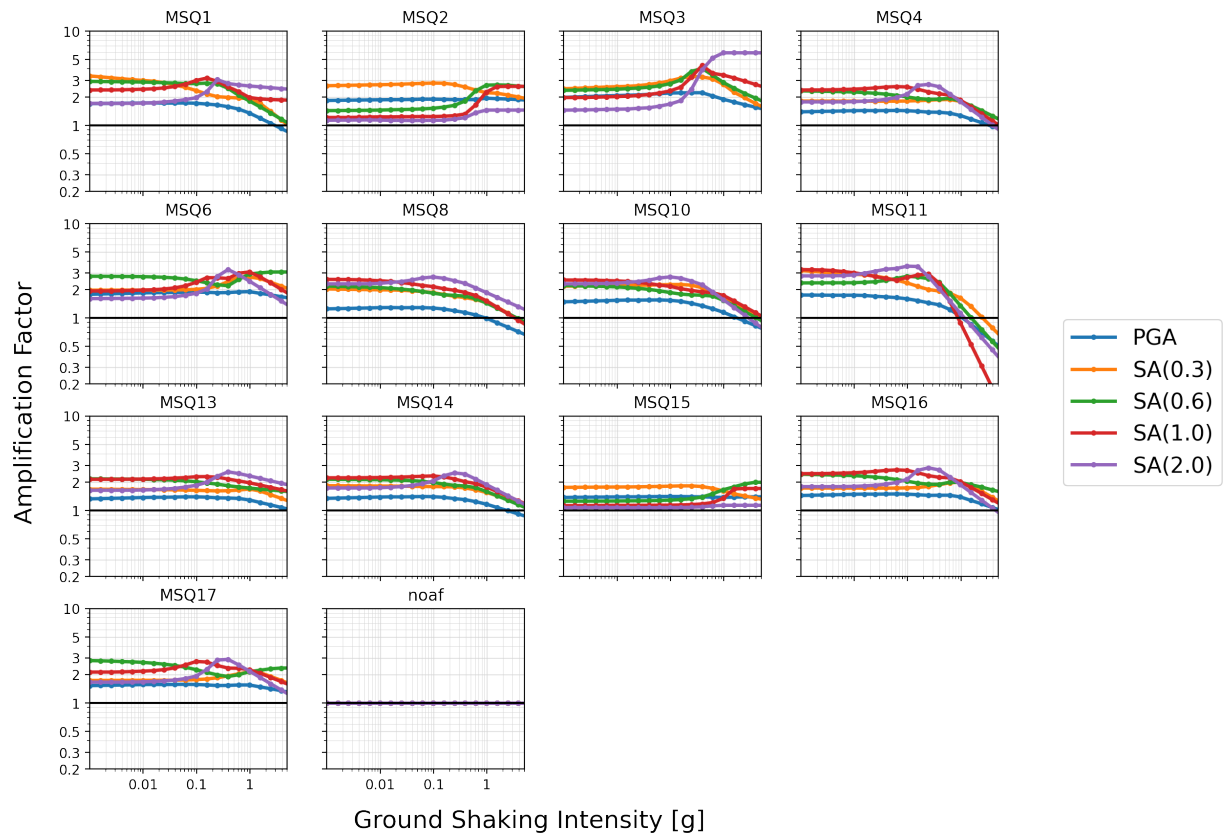 MSQ1 MSQ2 MSQ3 MSQ4
10
5
3
2
1
0.5
0.3
0.2
MSQ6 MSQ8 MSQ10 MSQ11
10
5
3
2
1
0.5
0.3
0.2
MSQ13 MSQ14 MSQ15 MSQ16
10
5
3
2
1
0.5
0.3
0.2
MSQ17 noaf
10
5
3
2
1
0.5
0.3
0.2
0.01 0.1 1 0.01 0.1 1
Amplification Factor
Ground Shaking Intensity [g]
PGA
SA(0.3)
SA(0.6)
SA(1.0)
SA(2.0)